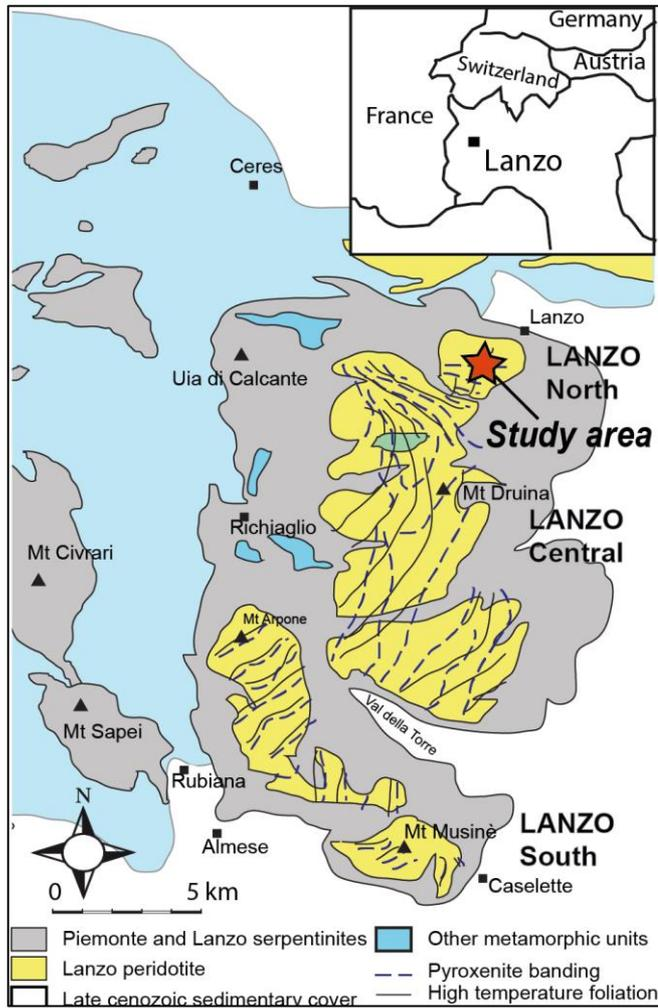 Germany
Switzerland
Austria
France
Lanzo
Ceres
Lanzo
Uia di Calcante
LANZO
North
Study area
Mt Druina
Richiaglio
LANZO
Central
Mt Civrari
Mt Arpone
Mt Sapei
Val della Torre
Rubiana
N
Almese
Mt Musinè
LANZO
South
Caselette
0 5 km
Piemonte and Lanzo serpentinites
Other metamorphic units
Lanzo peridotite
Pyroxenite banding
Late cenozoic sedimentary cover
High temperature foliation